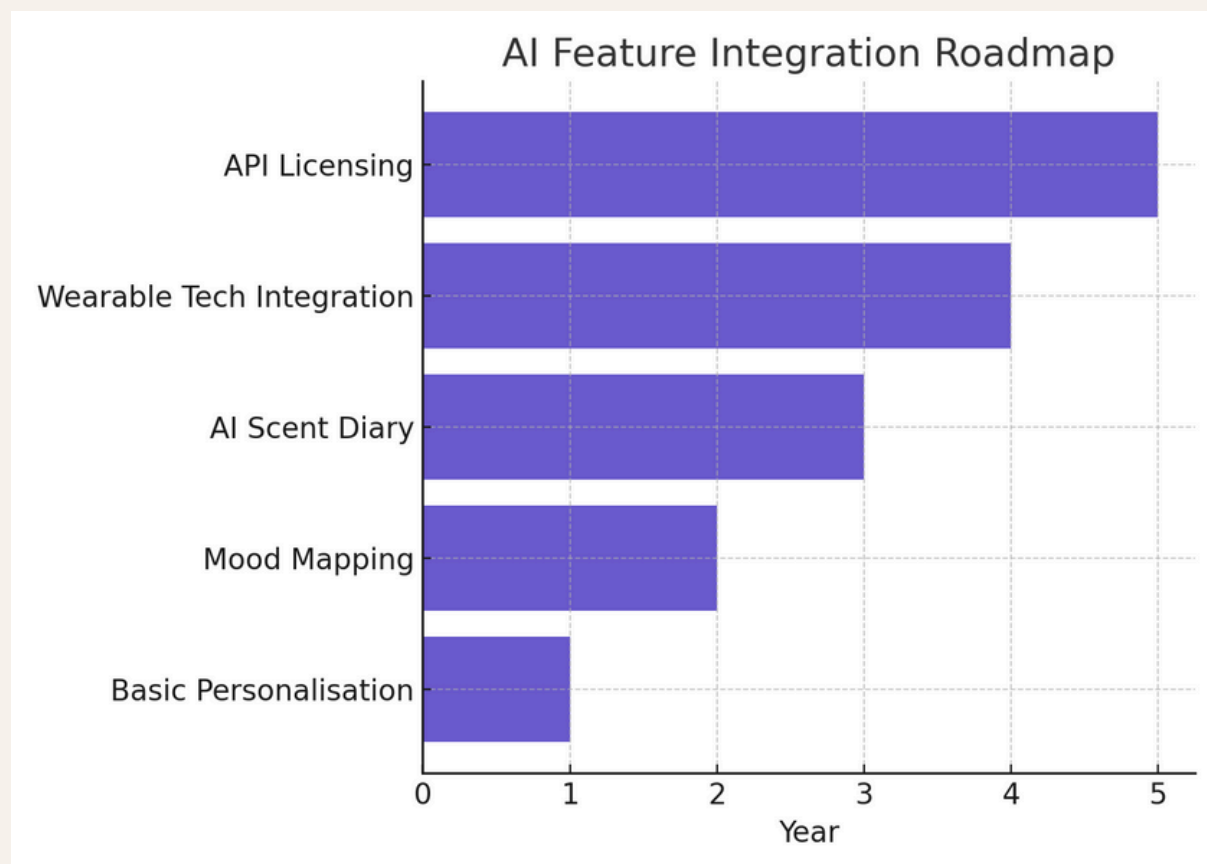 AI Feature Integration Roadmap
API Licensing
Wearable Tech Integration
AI Scent Diary
Mood Mapping
Basic Personalisation
0 1 2 3 4 5
Year